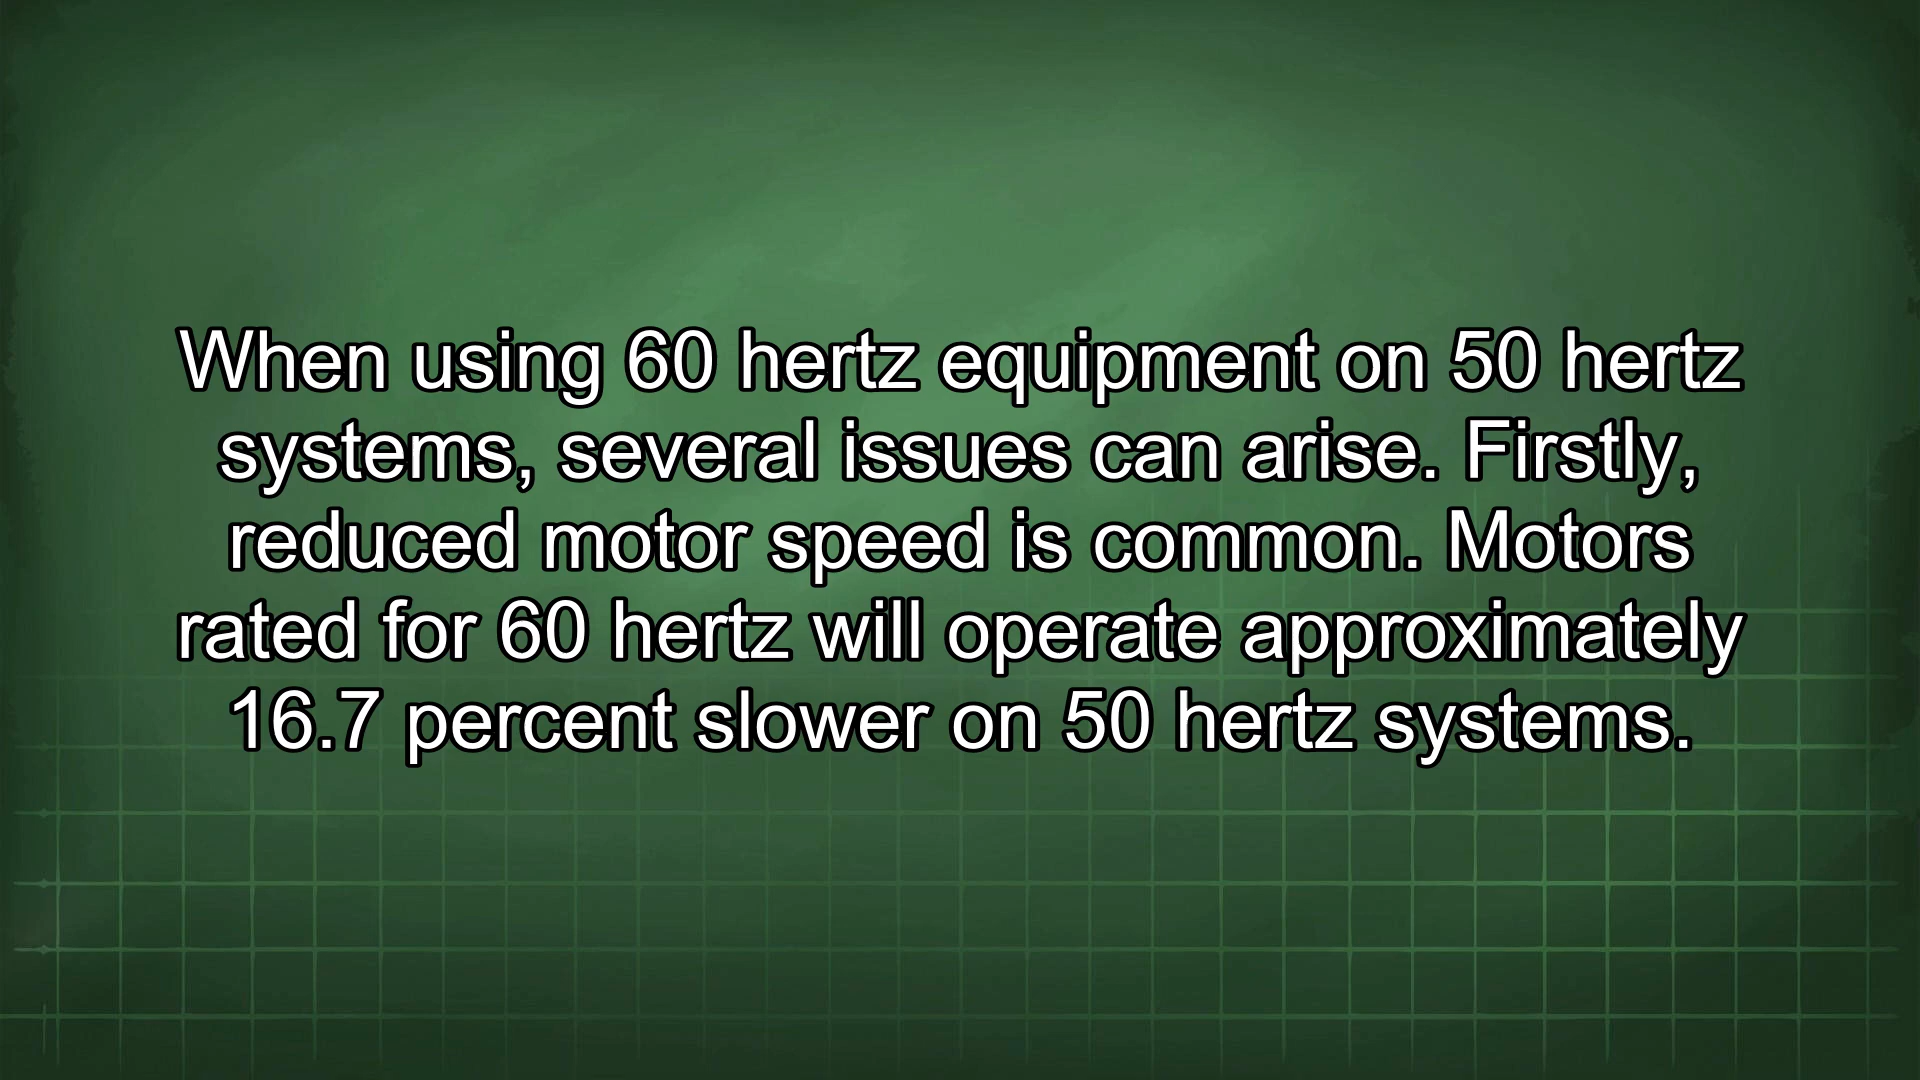 When using 60 hertz equipment on 50 hertz
systems, several issues can arise. Firstly,
reduced motor speed is common. Motors
rated for 60 hertz will operate approximately
16.7 percent slower on 50 hertz systems.